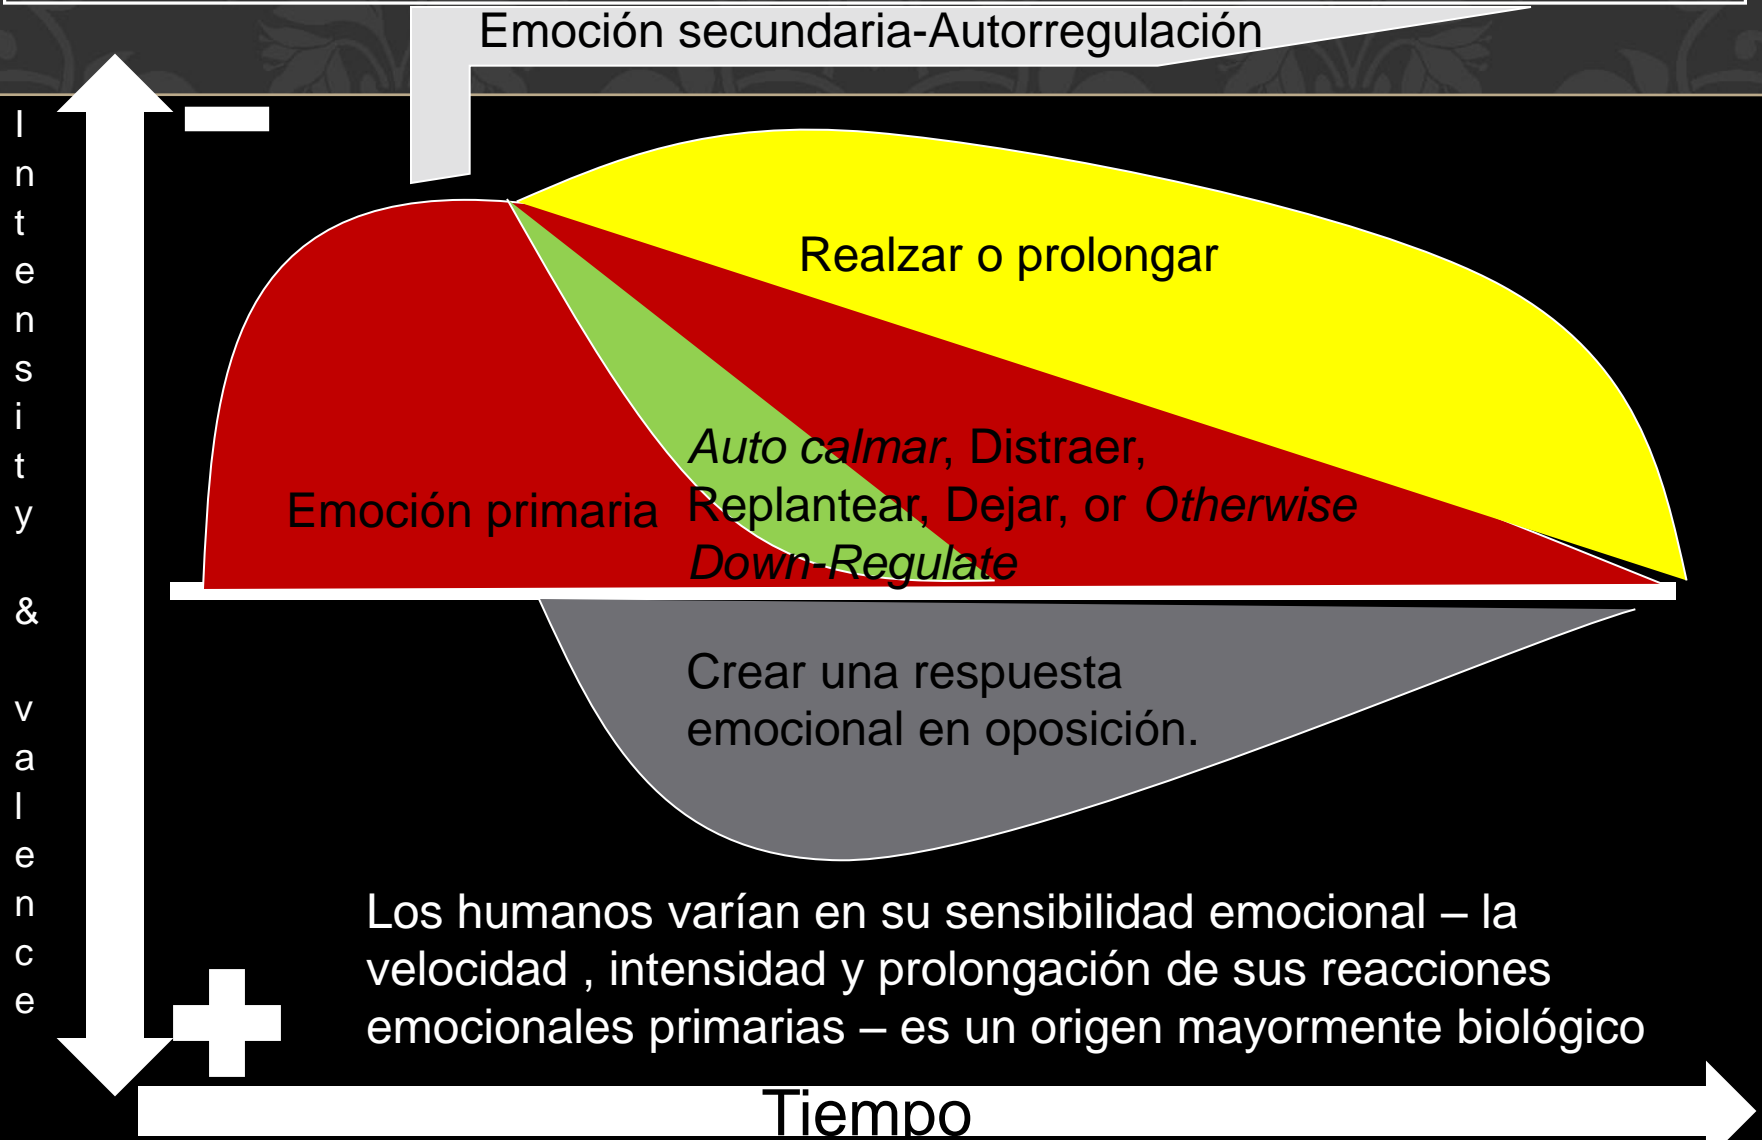 Emoción secundaria-Autorregulación
Intensity & valence
Realzar o prolongar
Emoción primaria
Auto calmar, Distraer,
Replantear, Dejar, or Otherwise
Down-Regulate
Crear una respuesta
emocional en oposición.
Los humanos varían en su sensibilidad emocional – la
velocidad , intensidad y prolongación de sus reacciones
emocionales primarias – es un origen mayormente biológico
Tiempo